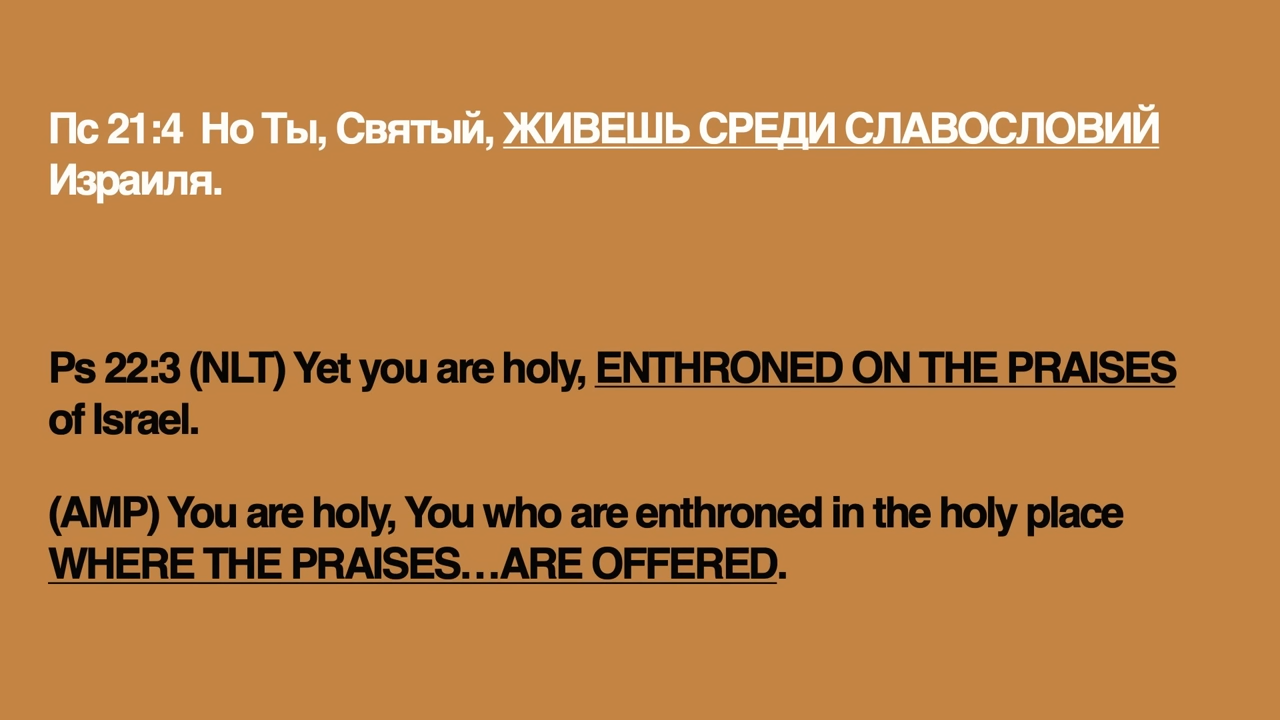 Пс 21:4  Но Ты, Святый, ЖИВЕШЬ СРЕДИ СЛАВОСЛОВИЙ
Израиля.
Ps 22:3 (NLT) Yet you are holy, ENTHRONED ON THE PRAISES
of Israel.
(AMP) You are holy, You who are enthroned in the holy place
WHERE THE PRAISES…ARE OFFERED.